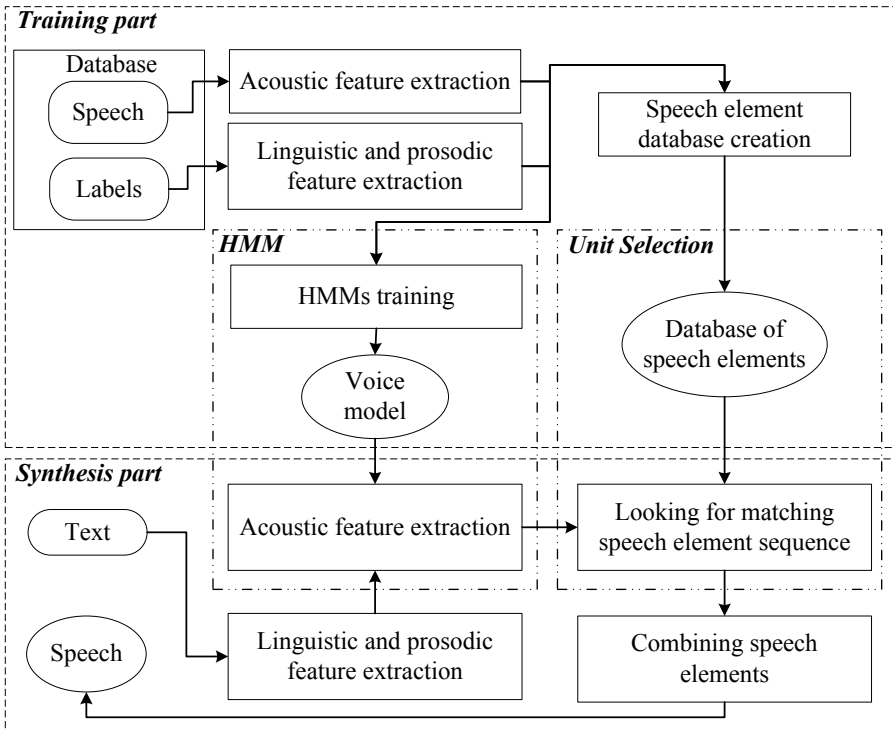 Training part
Database
Speech
Labels
Acoustic feature extraction
Linguistic and prosodic
feature extraction
Speech element
database creation
HMM
HMMs training
Voice
model
Unit Selection
Database of
speech elements
Synthesis part
Text
Speech
Acoustic feature extraction
Linguistic and prosodic
feature extraction
Looking for matching
speech element sequence
Combining speech
elements